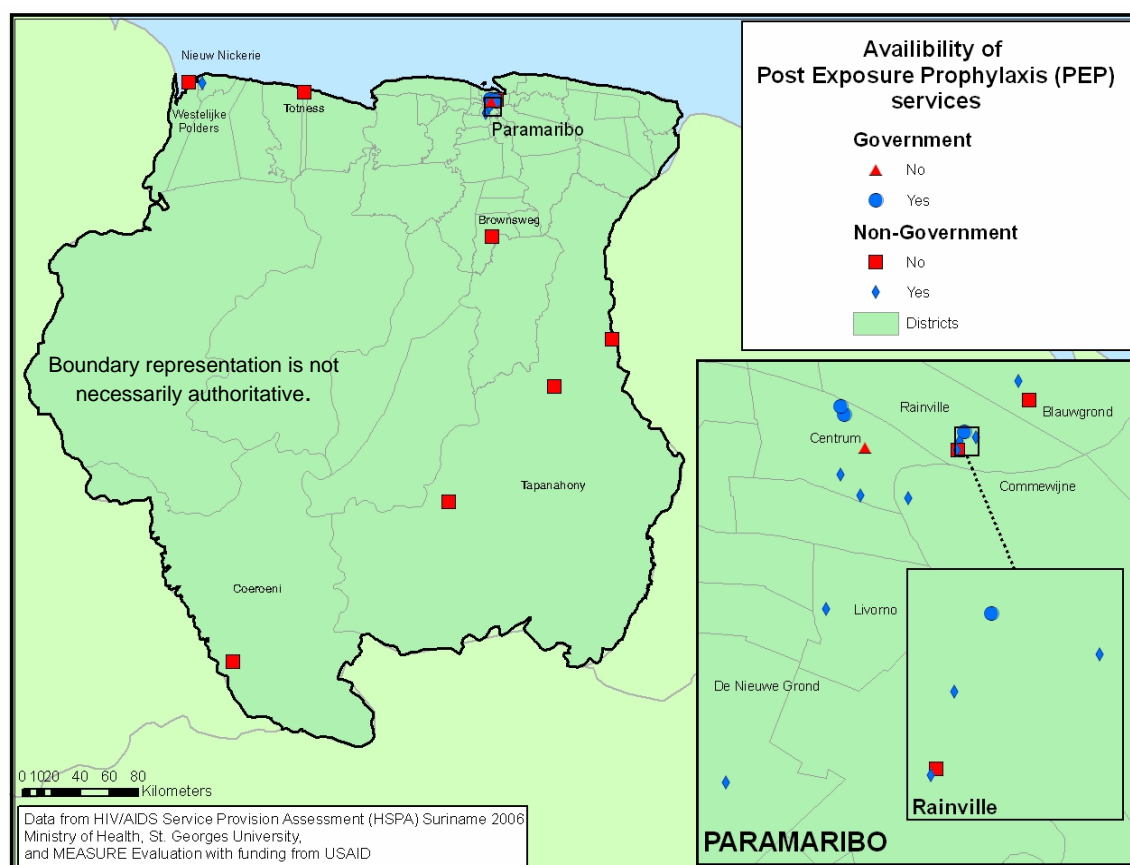 Nieuw Nickerie
Westelijke
Polders
Totness
Paramaribo
Brownsweg
Boundary representation is not
necessarily authoritative.
Tapanahony
Coeroeni
0 1020 40 60 80
Kilometers
Data from HIV/AIDS Service Provision Assessment (HSPA) Suriname 2006
Ministry of Health, St. Georges University,
and MEASURE Evaluation with funding from USAID
Availibility of
Post Exposure Prophylaxis (PEP)
services
Government
No
Yes
Non-Government
No
Yes
Districts
Rainville
Blauwgrond
Centrum
Commewijne
Livorno
De Nieuwe Grond
Rainville
PARAMARIBO